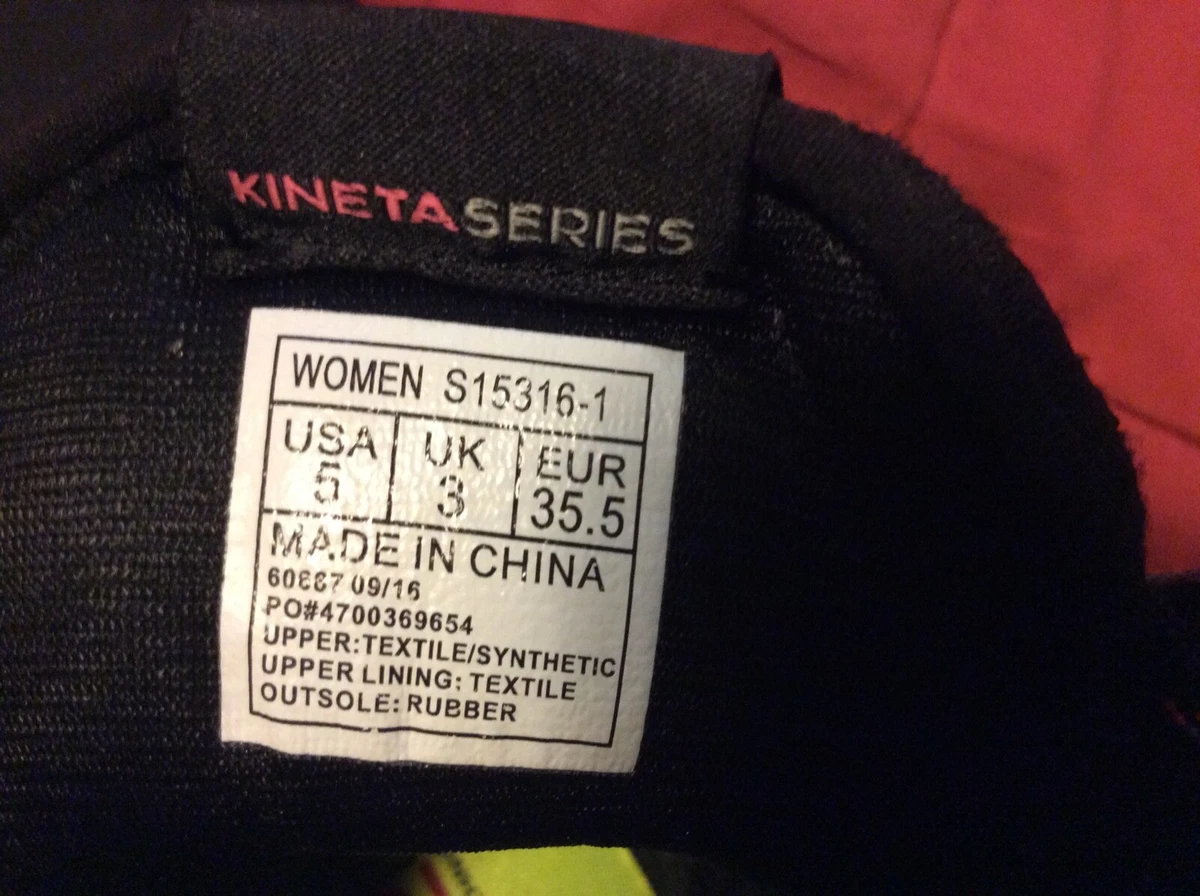 KINETASERIES
WOMEN S15316-1
USA UK EUR
5 3 35.5
MADE IN CHINA
60887 09/16
PO#4700369654
UPPER:TEXTILE/SYNTHETIC
UPPER LINING: TEXTILE
OUTSOLE: RUBBER